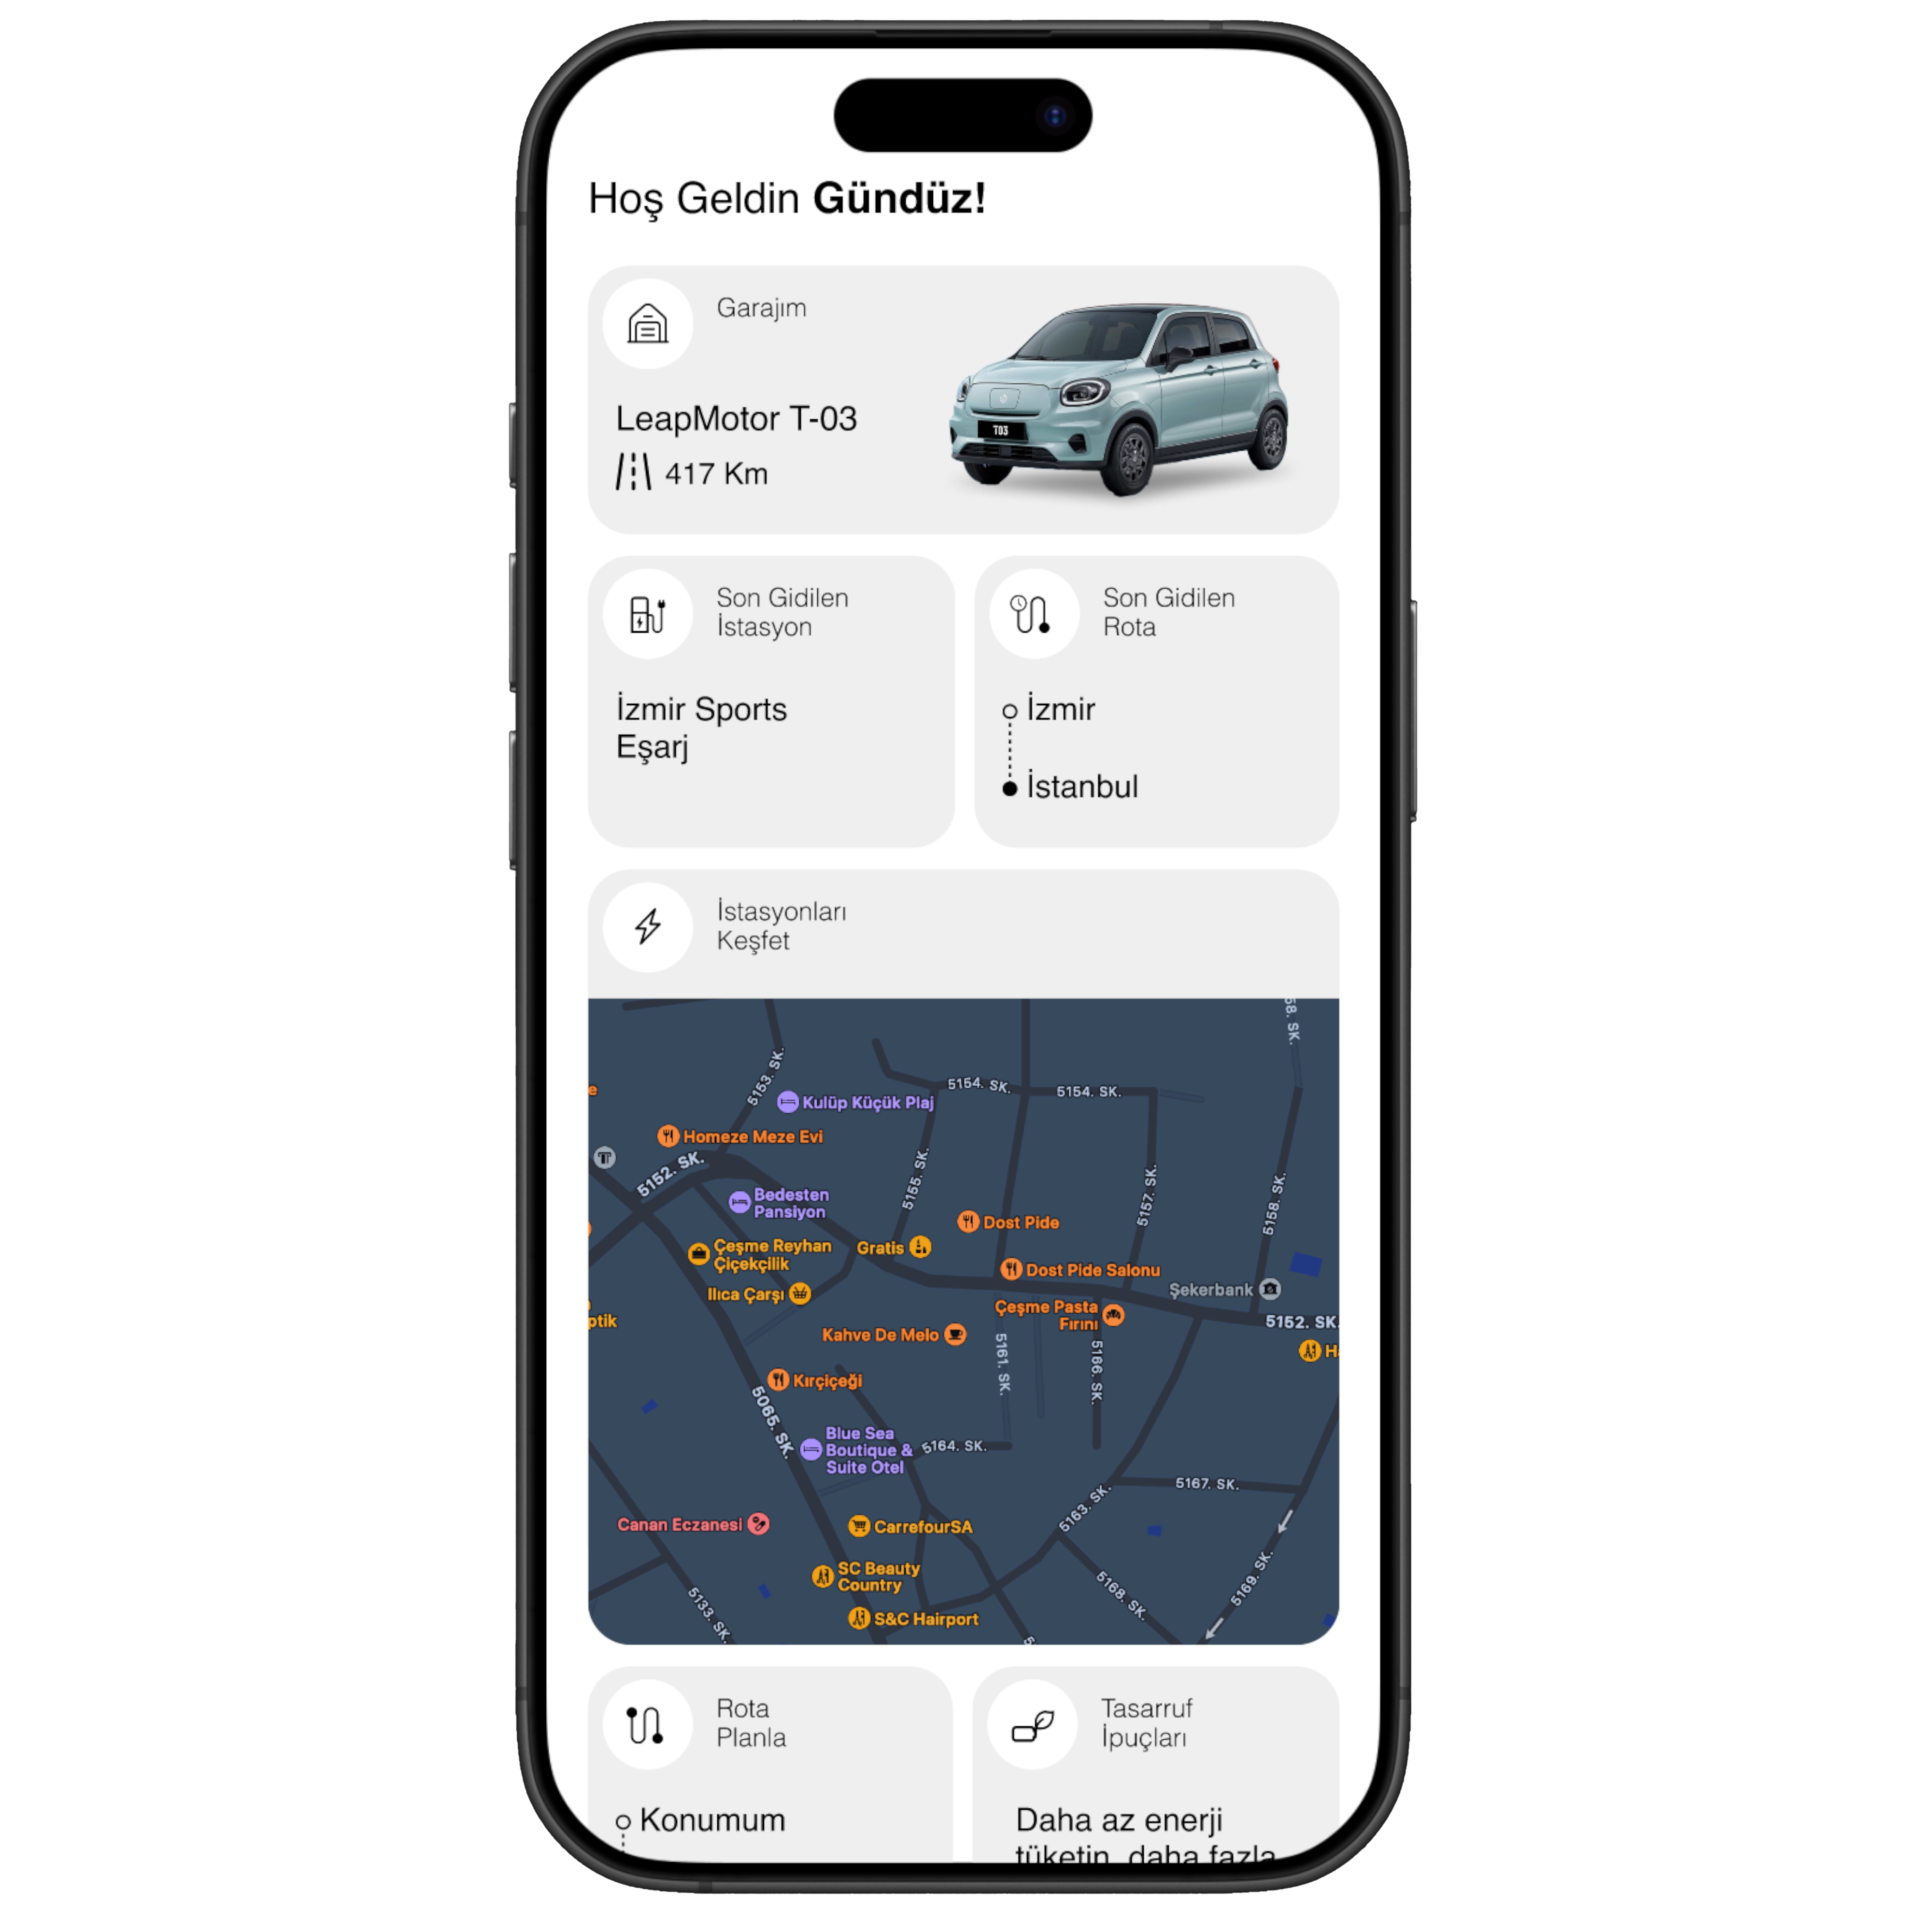 Hoş Geldin Gündüz!
Garajım
LeapMotor T-03
417 Km
T03
Son Gidilen
İstasyon
İzmir Sports
Eşarj
Son Gidilen
Rota
İzmir
İstanbul
İstasyonları
Keşfet
58. SK.
5153. SK.
5154. SK.
5154. SK.
e
Kulüp Küçük Plaj
Homeze Meze Evi
5152. SK.
5155. SK.
5157. SK.
5158. SK.
Bedesten
Pansiyon
Dost Pide
Çeşme Reyhan
Çiçekçilik
Gratis
Dost Pide Salonu
Ilıca Çarşı
Şekerbank
Çeşme Pasta
Fırını
ptik
5152. SK.
Kahve De Melo
5161. SK.
5166. SK.
H
Kırçiçeği
5065. SK.
Blue Sea
Boutique &
Suite Otel
5164. SK.
5167. SK.
5163. SK.
Canan Eczanesi
CarrefourSA
SC Beauty
Country
5168. SK.
5169. SK.
5133. SK.
S&C Hairport
5
Rota
Planla
Konumum
Tasarruf
İpuçları
Daha az enerji
tüketin, daha fazla